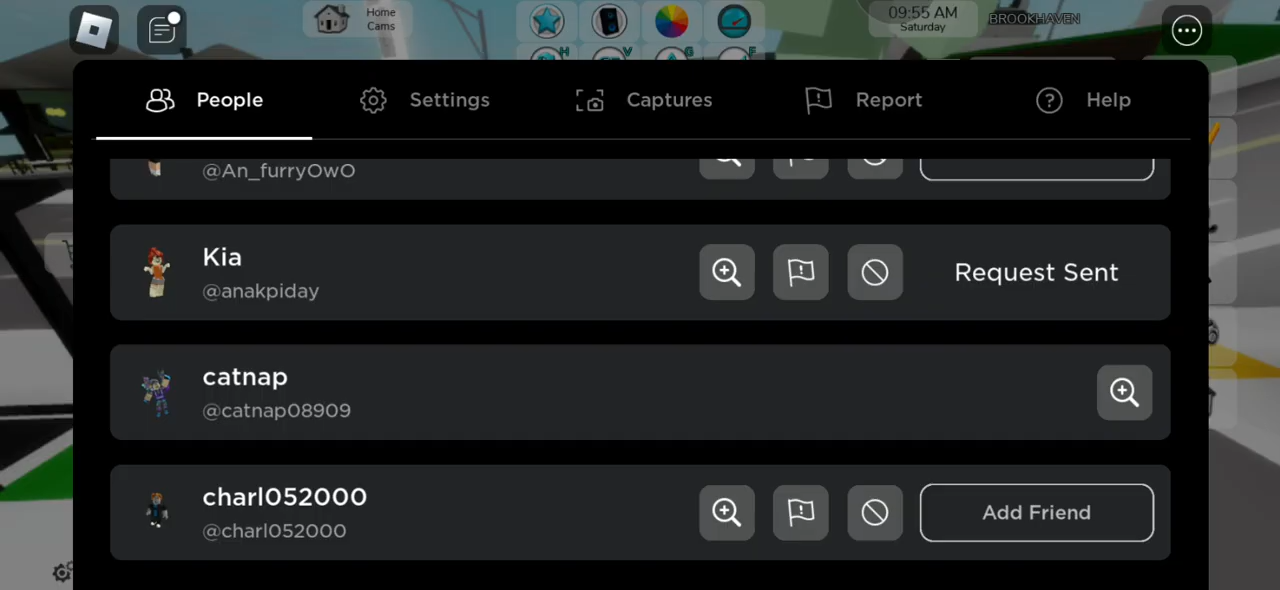 Home
Cams
09:55 AM
Saturday
BROOKHAVEN
H
V
G
F
People
Settings
Captures
Report
Help
@An_furryOwO
Kia
@anakpiday
Request Sent
catnap
@catnap08909
charl052000
@charl052000
Add Friend